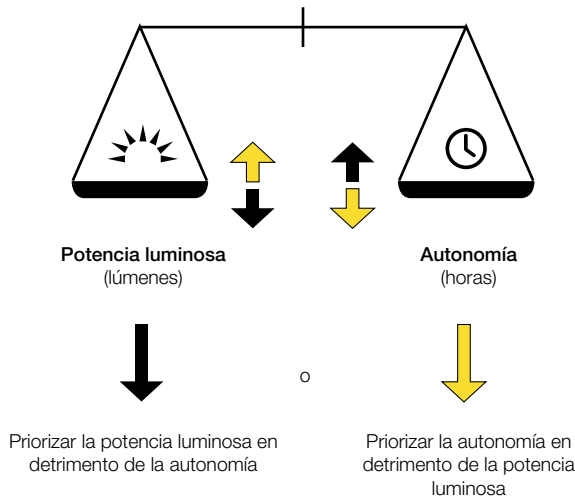 Potencia luminosa
(lúmenes)
Autonomía
(horas)
o
Priorizar la potencia luminosa en
detrimento de la autonomía
Priorizar la autonomía en
detrimento de la potencia
luminosa